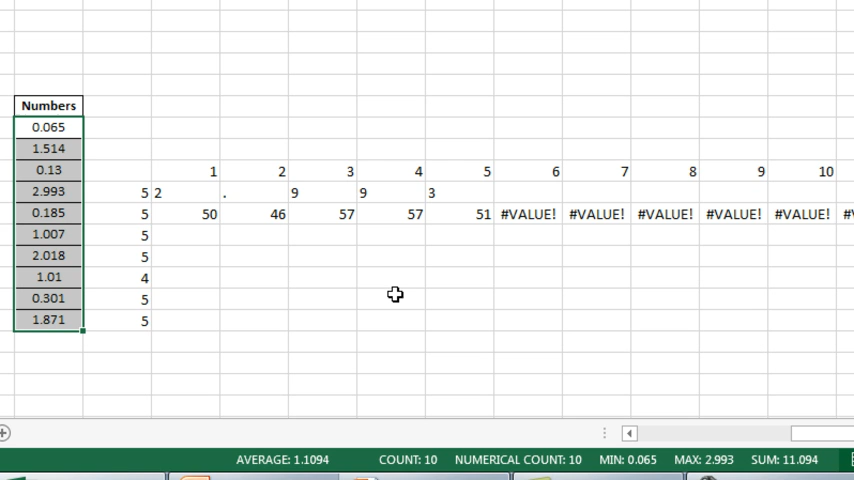 Numbers
0.065
1.514
0.13 1 2 3 4 5 6 7 8 9 10
2.993 5 2 . 9 9 3
0.185 5 50 46 57 57 51 #VALUE! #VALUE! #VALUE! #VALUE! #VALUE!
1.007 5
2.018 5
1.01 4
0.301 5
1.871 5
AVERAGE: 1.1094 COUNT: 10 NUMERICAL COUNT: 10 MIN: 0.065 MAX: 2.993 SUM: 11.094